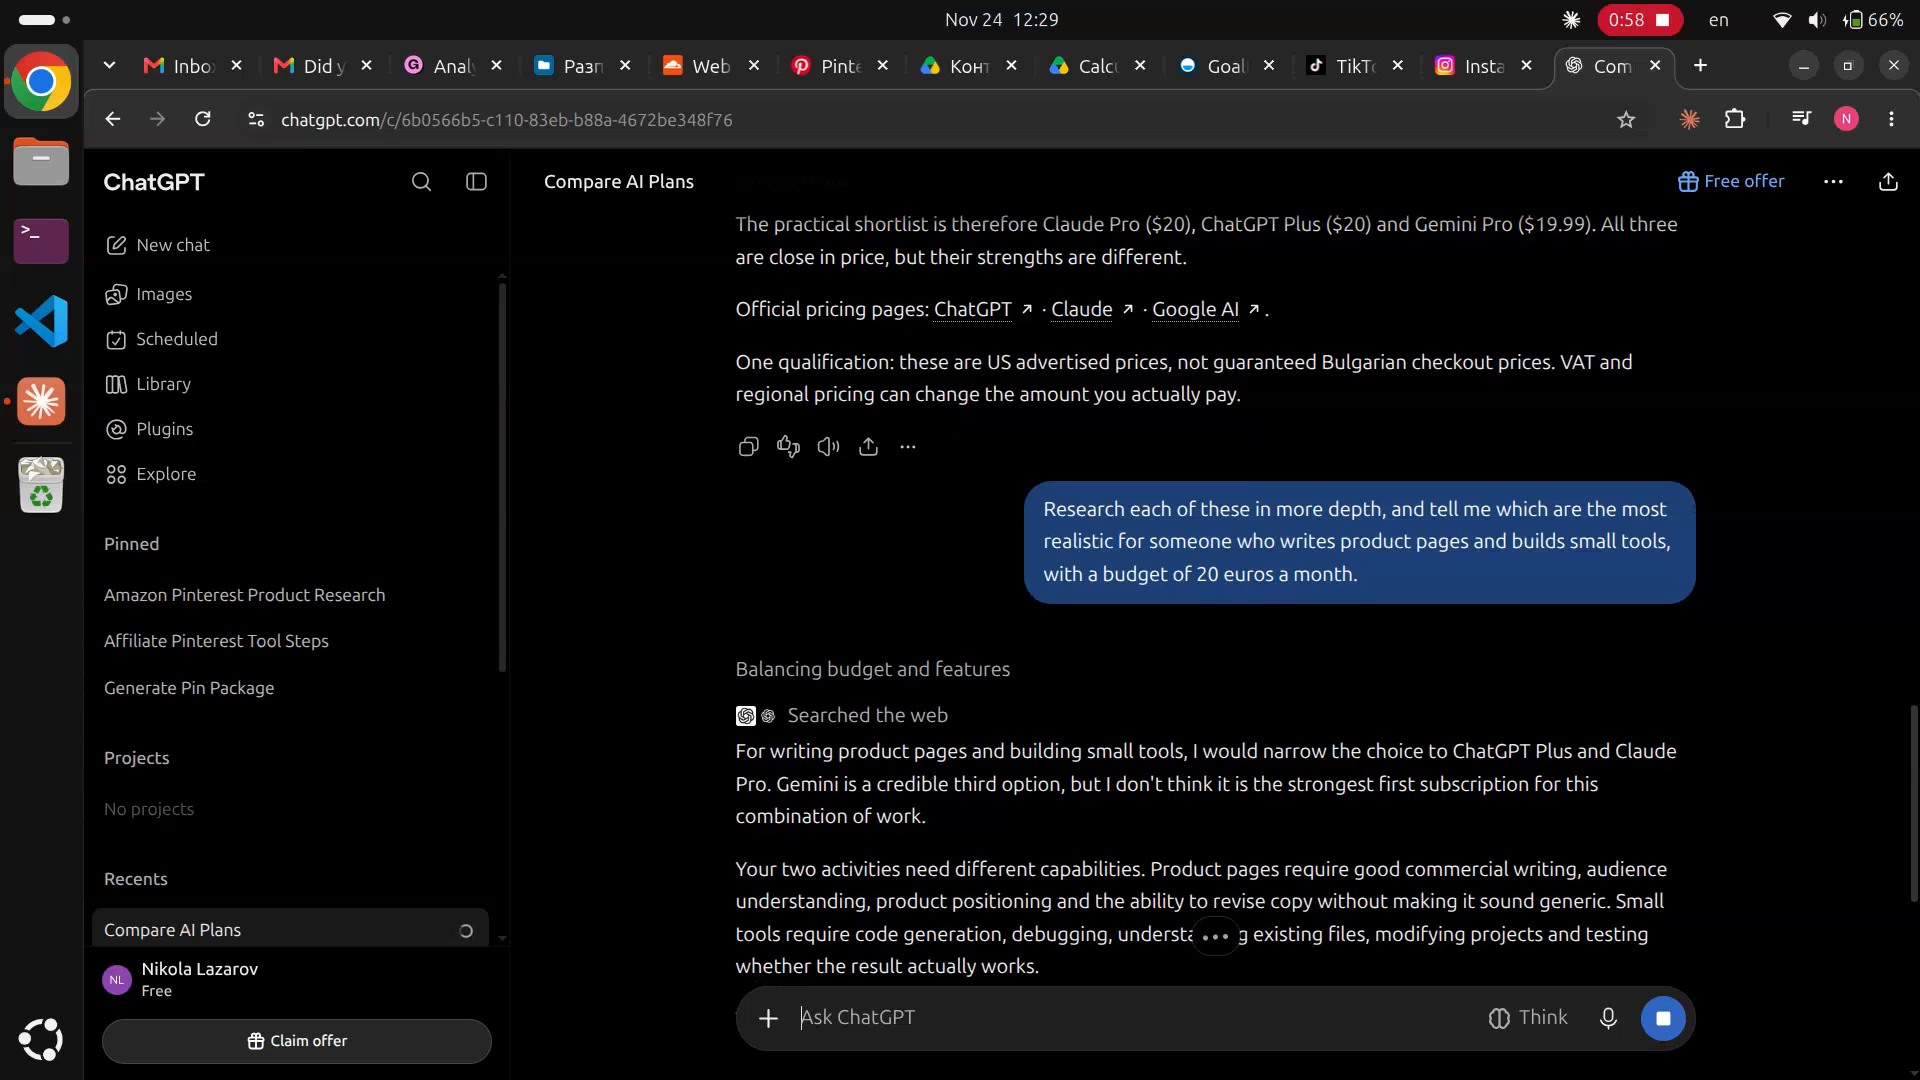 Nov 24 12:29
0:58
en
66%
Inbo
Did y
Anal
Разп
Web
Pinte
Конт
Calcu
Goal
TikTo
Insta
Com
chatgpt.com/c/6b0566b5-c110-83eb-b88a-4672be348f76
N
ChatGPT
Compare AI Plans
Free offer
New chat
Images
Scheduled
Library
Plugins
Explore
Pinned
Amazon Pinterest Product Research
Affiliate Pinterest Tool Steps
Generate Pin Package
Projects
No projects
Recents
Compare AI Plans
NL
Nikola Lazarov
Free
Claim offer
The practical shortlist is therefore Claude Pro ($20), ChatGPT Plus ($20) and Gemini Pro ($19.99). All three
are close in price, but their strengths are different.
Official pricing pages: ChatGPT ↗ · Claude ↗ · Google AI ↗ .
One qualification: these are US advertised prices, not guaranteed Bulgarian checkout prices. VAT and
regional pricing can change the amount you actually pay.
Research each of these in more depth, and tell me which are the most
realistic for someone who writes product pages and builds small tools,
with a budget of 20 euros a month.
Balancing budget and features
Searched the web
For writing product pages and building small tools, I would narrow the choice to ChatGPT Plus and Claude
Pro. Gemini is a credible third option, but I don't think it is the strongest first subscription for this
combination of work.
Your two activities need different capabilities. Product pages require good commercial writing, audience
understanding, product positioning and the ability to revise copy without making it sound generic. Small
tools require code generation, debugging, understa g existing files, modifying projects and testing
whether the result actually works.
Ask ChatGPT
Think